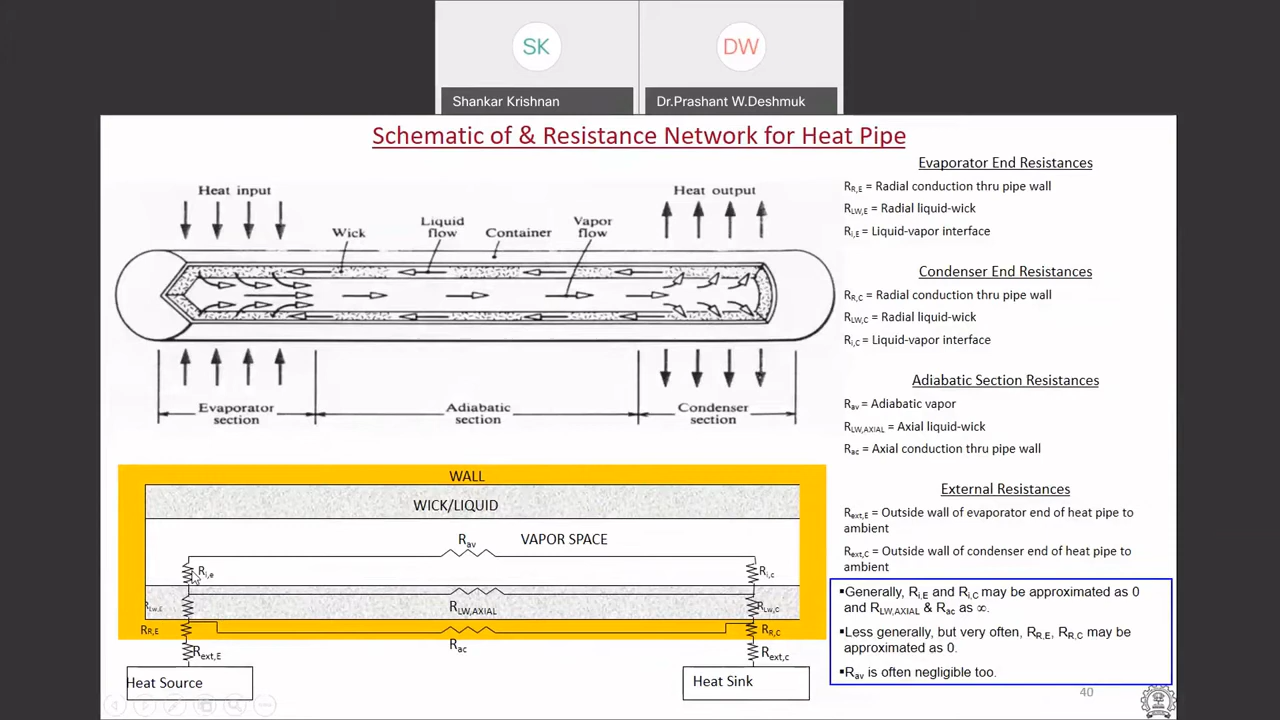 SK
DW
Shankar Krishnan
Dr.Prashant W.Deshmuk
Schematic of & Resistance Network for Heat Pipe
Heat input
Heat output
Wick
Liquid flow
Container
Vapor flow
Evaporator section
Adiabatic section
Condenser section
WALL
WICK/LIQUID
Rav
VAPOR SPACE
Ri,e
Ri,c
RLW,E
RLW,AXIAL
RLW,C
RR,E
Rac
RR,C
Rext,E
Rext,c
Heat Source
Heat Sink
Evaporator End Resistances
RR,E = Radial conduction thru pipe wall
RLW,E = Radial liquid-wick
Ri,E = Liquid-vapor interface
Condenser End Resistances
RR,C = Radial conduction thru pipe wall
RLW,C = Radial liquid-wick
Ri,C = Liquid-vapor interface
Adiabatic Section Resistances
Rav = Adiabatic vapor
RLW,AXIAL = Axial liquid-wick
Rac = Axial conduction thru pipe wall
External Resistances
Rext,E = Outside wall of evaporator end of heat pipe to
ambient
Rext,C = Outside wall of condenser end of heat pipe to
ambient
▪Generally, Ri,E and Ri,C may be approximated as 0
and RLW,AXIAL & Rac as ∞.
▪Less generally, but very often, RR,E, RR,C may be
approximated as 0.
▪Rav is often negligible too.
40